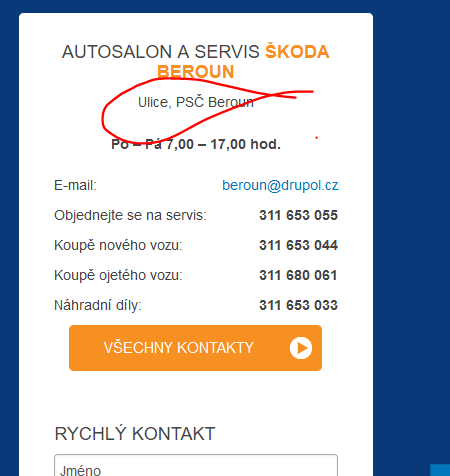 AUTOSALON A SERVIS ŠKODA
BEROUN
Ulice, PSČ Beroun
Po – Pá 7,00 – 17,00 hod.
E-mail: beroun@drupol.cz
Objednejte se na servis: 311 653 055
Koupě nového vozu: 311 653 044
Koupě ojetého vozu: 311 680 061
Náhradní díly: 311 653 033
VŠECHNY KONTAKTY
RYCHLÝ KONTAKT
Jméno